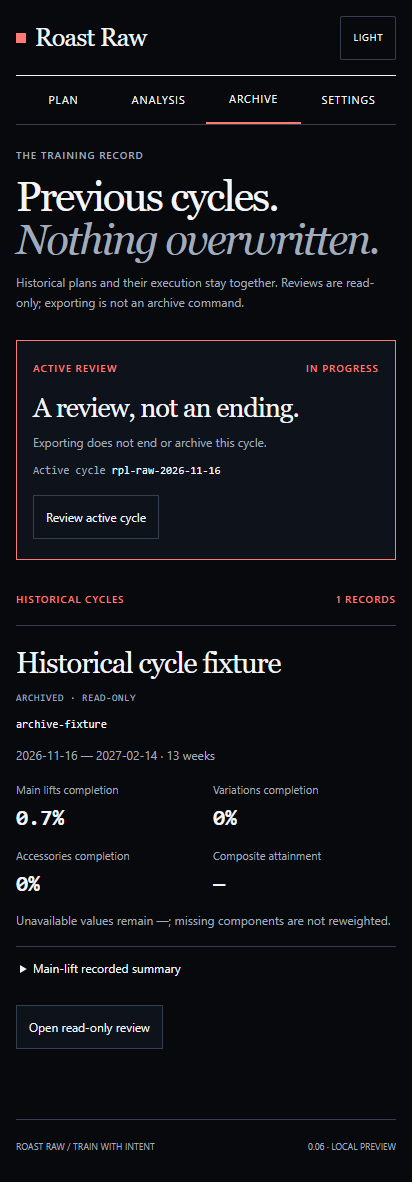 Roast Raw
LIGHT
PLAN
ANALYSIS
ARCHIVE
SETTINGS
THE TRAINING RECORD
Previous cycles.
Nothing overwritten.
Historical plans and their execution stay together. Reviews are read-
only; exporting is not an archive command.
ACTIVE REVIEW
IN PROGRESS
A review, not an ending.
Exporting does not end or archive this cycle.
Active cycle rpl-raw-2026-11-16
Review active cycle
HISTORICAL CYCLES
1 RECORDS
Historical cycle fixture
ARCHIVED · READ-ONLY
archive-fixture
2026-11-16 — 2027-02-14 · 13 weeks
Main lifts completion
0.7%
Variations completion
0%
Accessories completion
0%
Composite attainment
—
Unavailable values remain —; missing components are not reweighted.
Main-lift recorded summary
Open read-only review
ROAST RAW / TRAIN WITH INTENT
0.06 · LOCAL PREVIEW